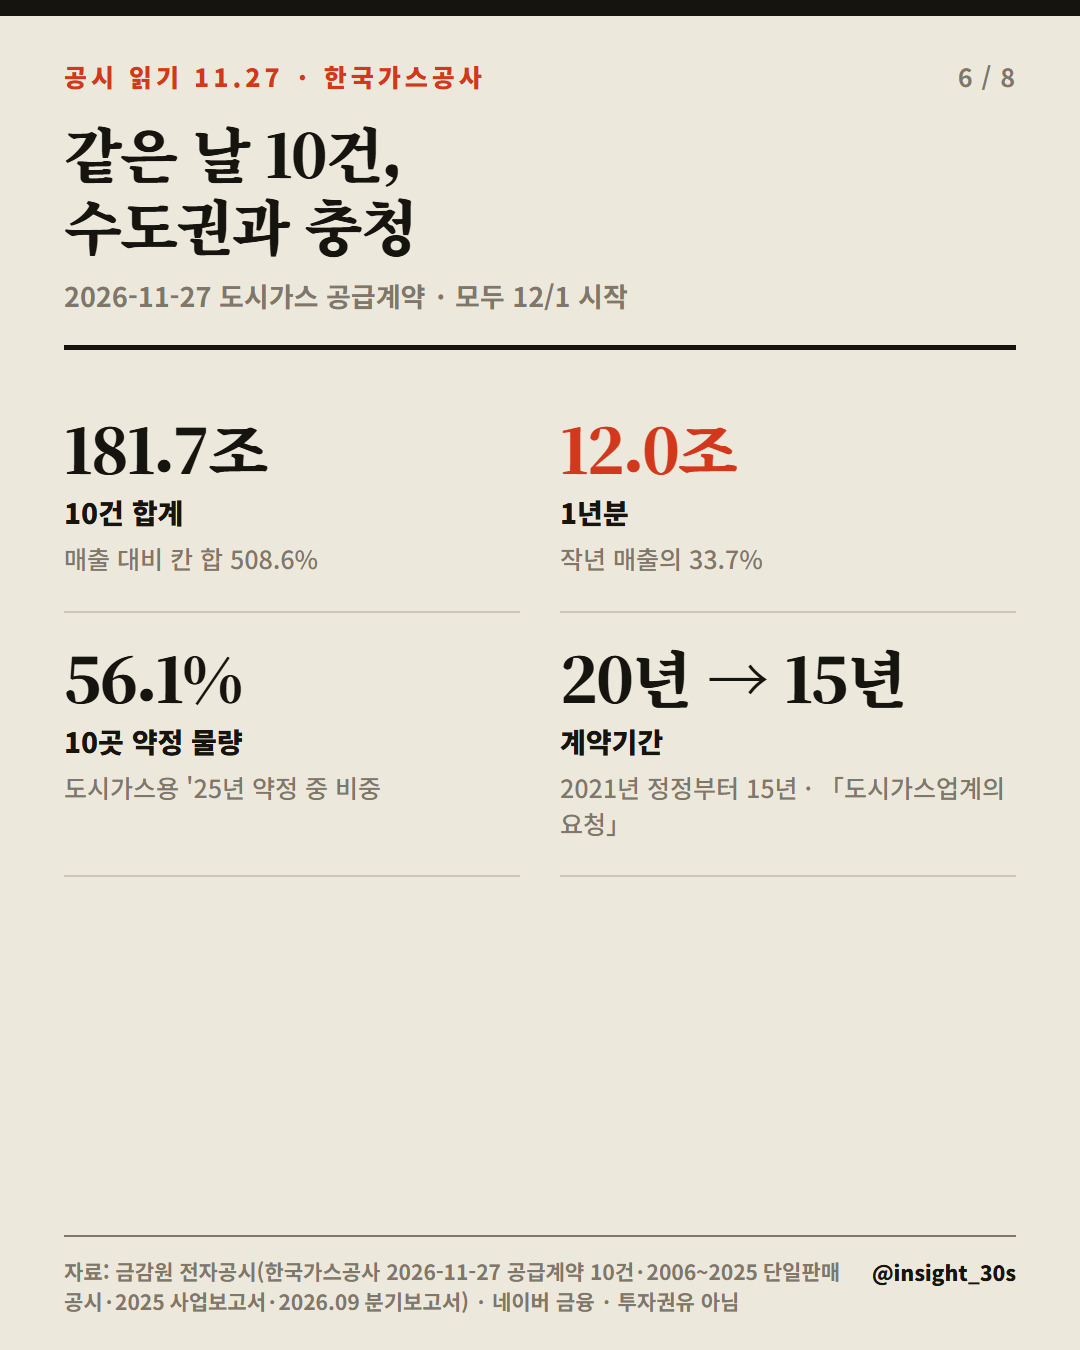 공시 읽기 11.27 · 한국가스공사
6 / 8
같은 날 10건,
수도권과 충청
2026-11-27 도시가스 공급계약 · 모두 12/1 시작
181.7조
10건 합계
매출 대비 칸 합 508.6%
12.0조
1년분
작년 매출의 33.7%
56.1%
10곳 약정 물량
도시가스용 '25년 약정 중 비중
20년 → 15년
계약기간
2021년 정정부터 15년 · 「도시가스업계의
요청」
자료: 금감원 전자공시(한국가스공사 2026-11-27 공급계약 10건·2006~2025 단일판매
공시·2025 사업보고서·2026.09 분기보고서) · 네이버 금융 · 투자권유 아님
@insight_30s